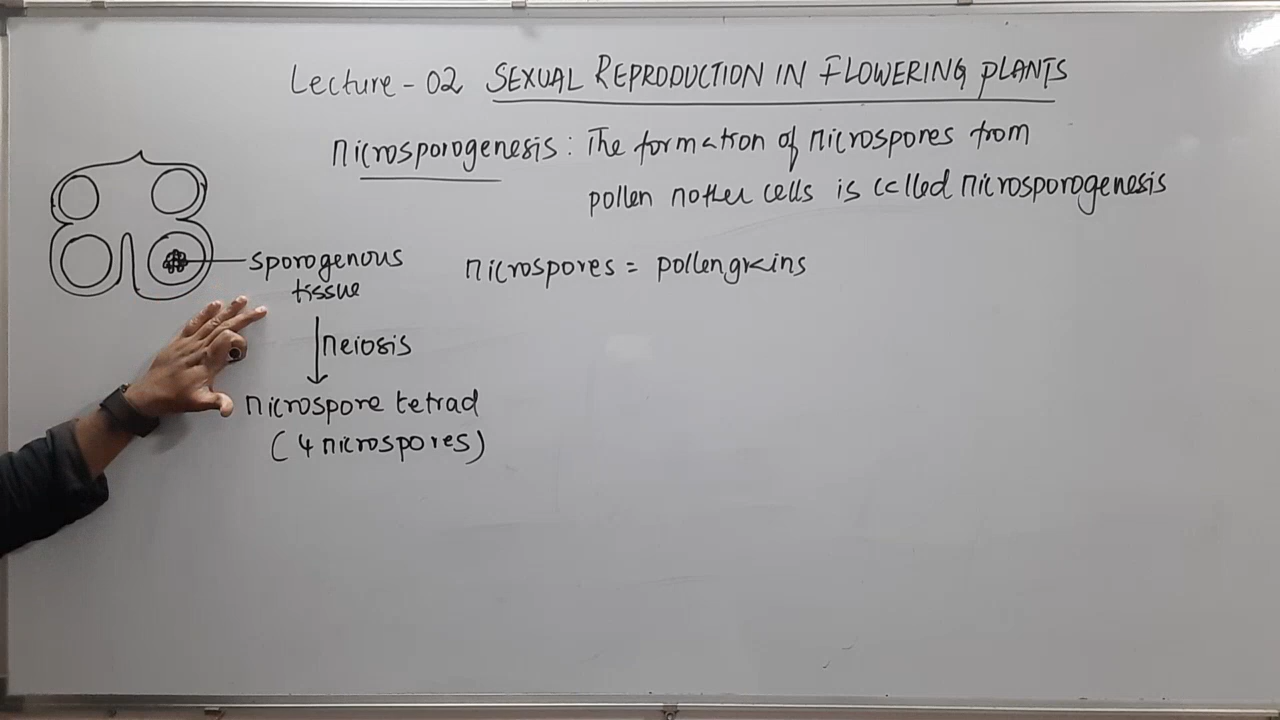 Lecture - 02 SEXUAL REPRODUCTION IN FLOWERING PLANTS
Microsporogenesis : The formation of Microspores from
pollen mother cells is called Microsporogenesis
sporogenous
tissue
Microspores = pollengrains
Meiosis
Microspore tetrad
(4 Microspores)